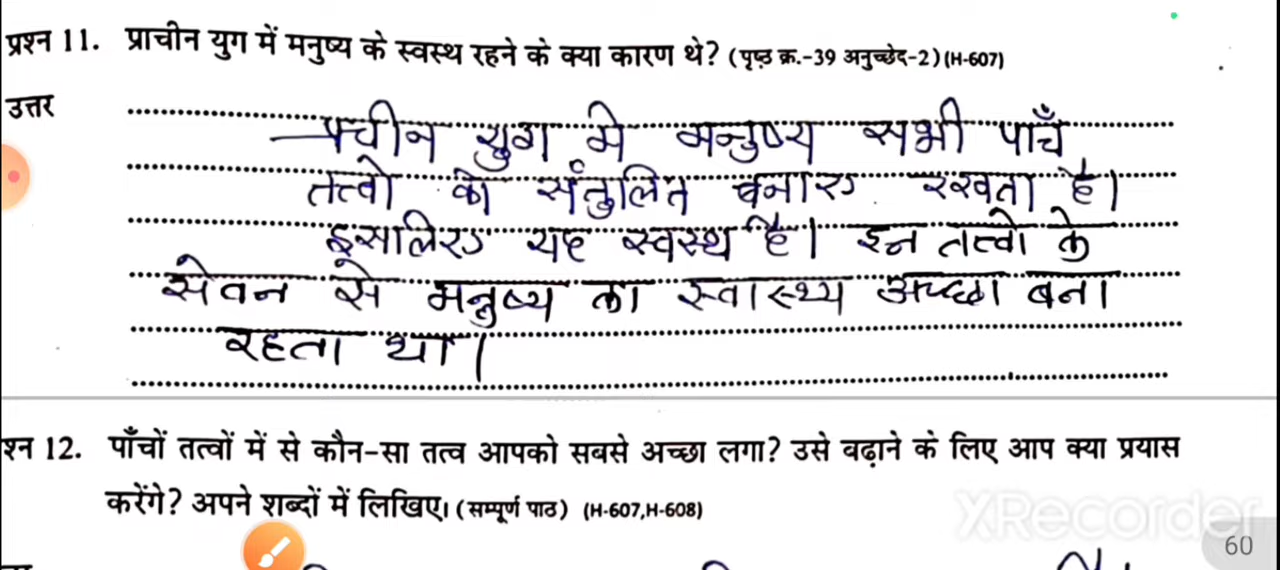 प्रश्न 11. प्राचीन युग में मनुष्य के स्वस्थ रहने के क्या कारण थे? (पृष्ठ क्र.-39 अनुच्छेद-2) (H-607)
उत्तर
प्राचीन युग मे मनुष्य सभी पाँच
तत्वो को संतुलित बनाए रखता है।
इसालिए यह स्वस्थ है। इन तत्वो के
सेवन से मनुष्य का स्वास्थ्य अच्छा बना
रहता था।
श्न 12. पाँचों तत्वों में से कौन-सा तत्व आपको सबसे अच्छा लगा? उसे बढ़ाने के लिए आप क्या प्रयास
करेंगे? अपने शब्दों में लिखिए। (सम्पूर्ण पाठ) (H-607,H-608)
XRecorder
60